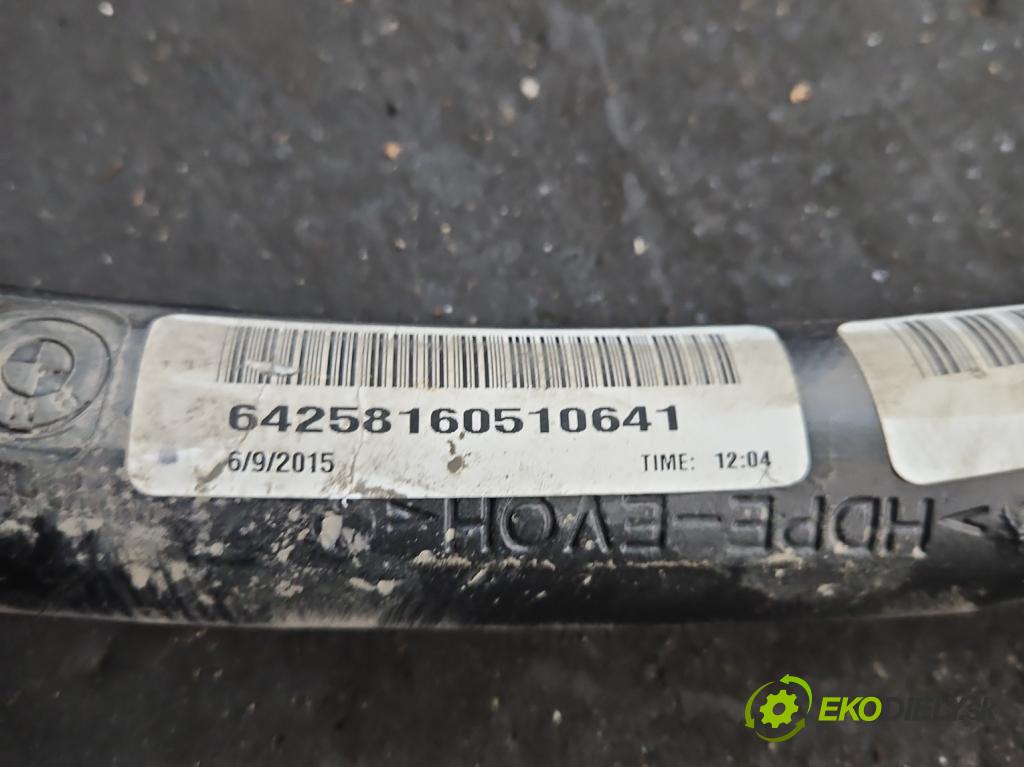 64258160510641
6/9/2015 TIME: 12:04
>HDPE-EVOH<
EKODIELY.sk